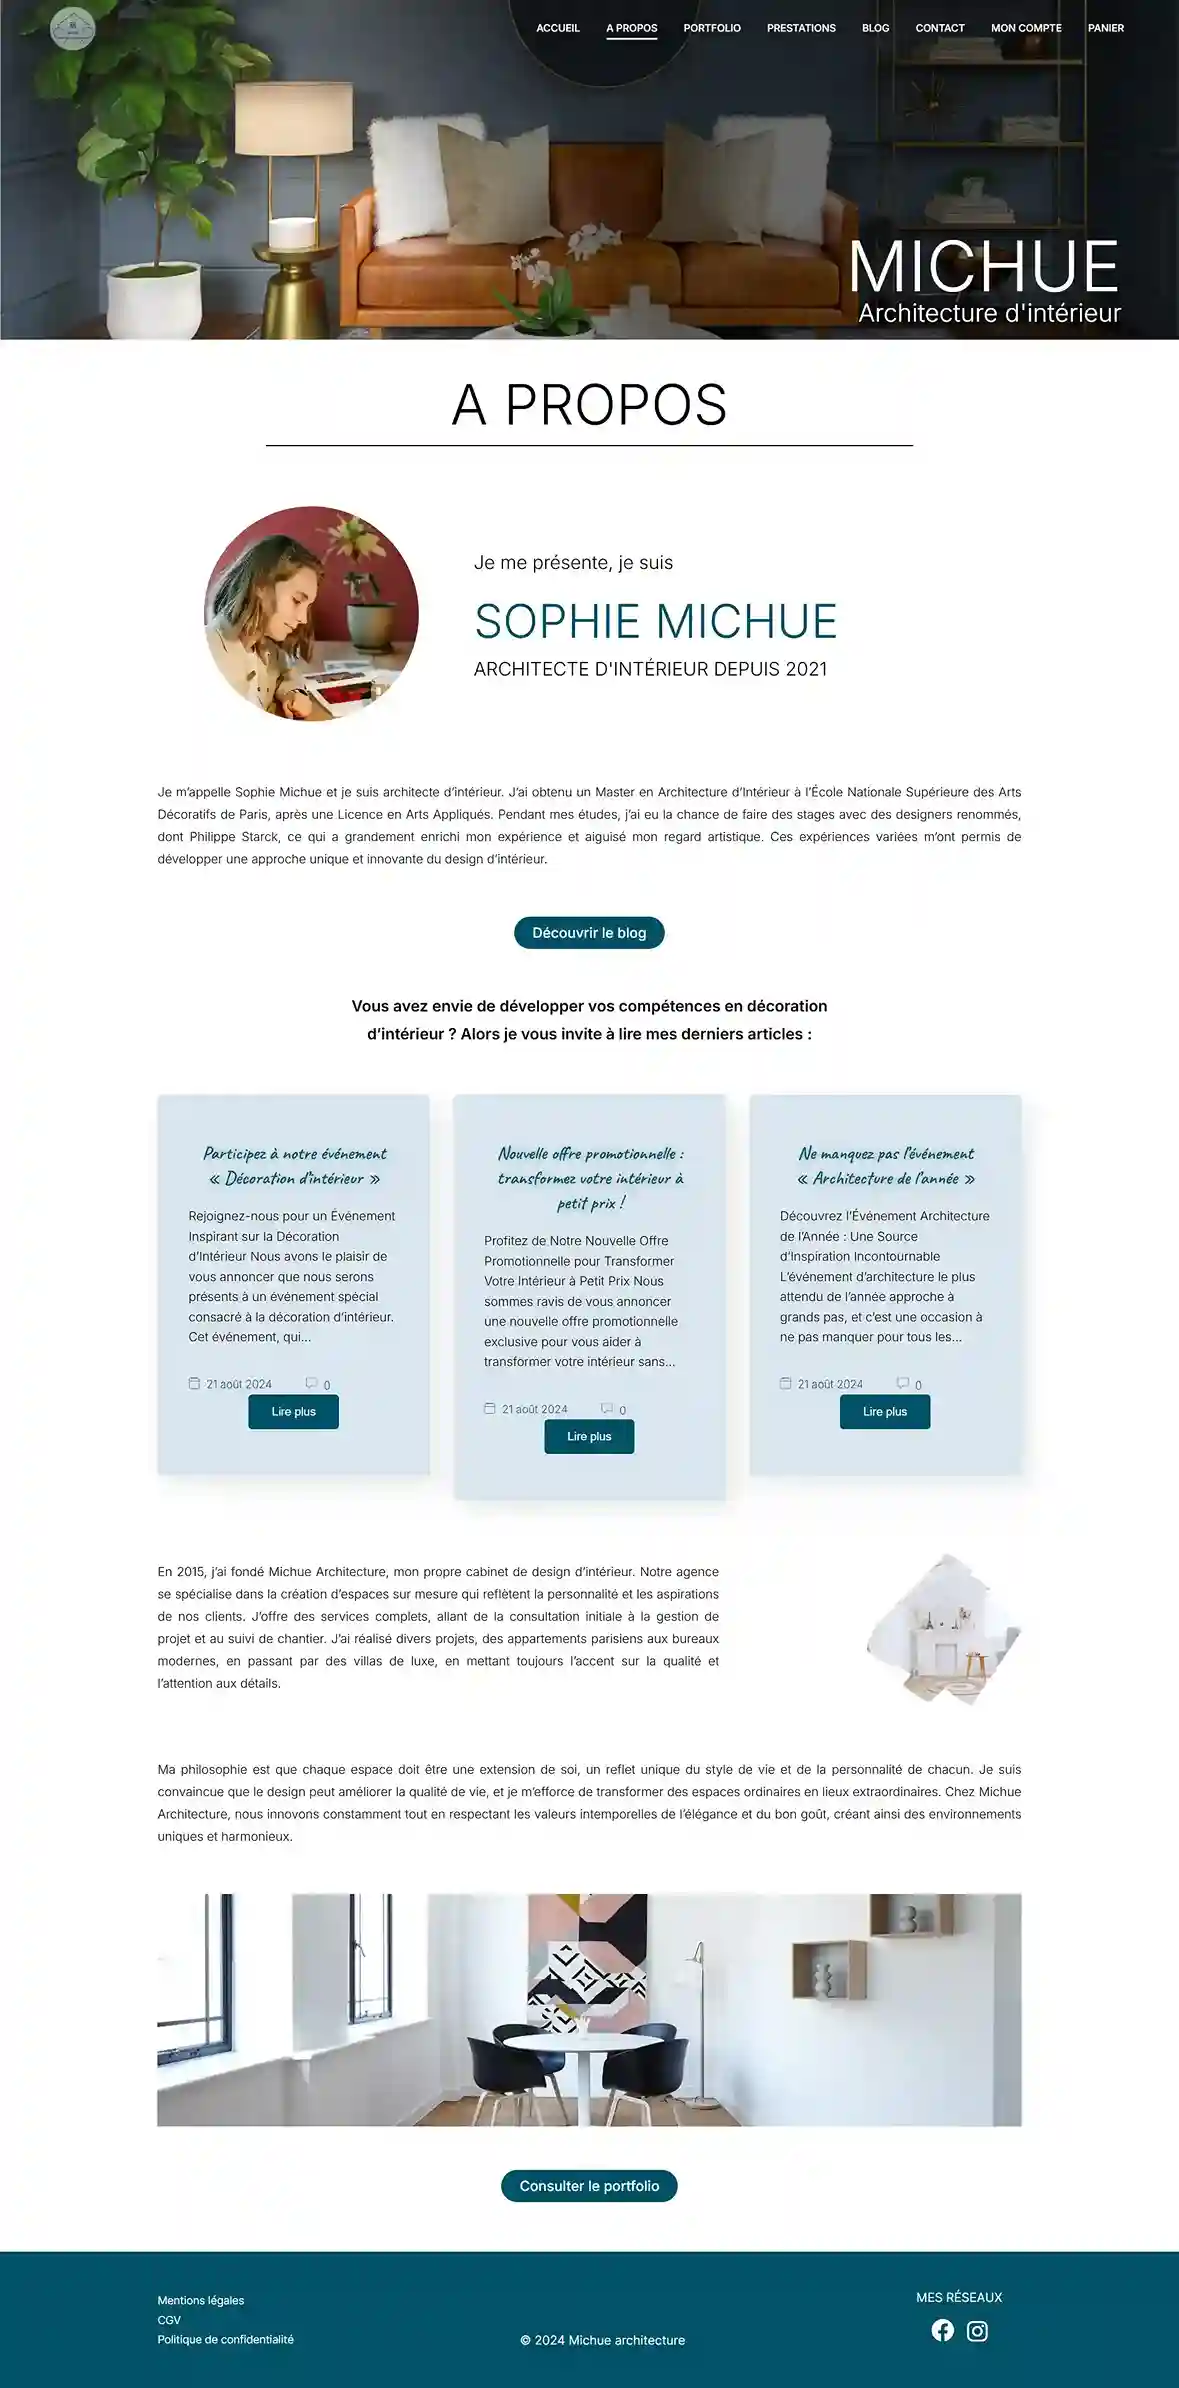 ACCUEIL A PROPOS PORTFOLIO PRESTATIONS BLOG CONTACT MON COMPTE PANIER
MICHUE
Architecture d'intérieur
A PROPOS
Je me présente, je suis
SOPHIE MICHUE
ARCHITECTE D'INTÉRIEUR DEPUIS 2021
Je m’appelle Sophie Michue et je suis architecte d’intérieur. J’ai obtenu un Master en Architecture d’Intérieur à l’École Nationale Supérieure des Arts
Décoratifs de Paris, après une Licence en Arts Appliqués. Pendant mes études, j’ai eu la chance de faire des stages avec des designers renommés,
dont Philippe Starck, ce qui a grandement enrichi mon expérience et aiguisé mon regard artistique. Ces expériences variées m’ont permis de
développer une approche unique et innovante du design d’intérieur.
Découvrir le blog
Vous avez envie de développer vos compétences en décoration
d’intérieur ? Alors je vous invite à lire mes derniers articles :
Participez à notre événement
« Décoration d’intérieur »
Rejoignez-nous pour un Événement
Inspirant sur la Décoration
d’Intérieur Nous avons le plaisir de
vous annoncer que nous serons
présents à un événement spécial
consacré à la décoration d’intérieur.
Cet événement, qui...
21 août 2024 0
Lire plus
Nouvelle offre promotionnelle :
transformez votre intérieur à
petit prix !
Profitez de Notre Nouvelle Offre
Promotionnelle pour Transformer
Votre Intérieur à Petit Prix Nous
sommes ravis de vous annoncer
une nouvelle offre promotionnelle
exclusive pour vous aider à
transformer votre intérieur sans...
21 août 2024 0
Lire plus
Ne manquez pas l’événement
« Architecture de l’année »
Découvrez l’Événement Architecture
de l’Année : Une Source
d’Inspiration Incontournable
L’événement d’architecture le plus
attendu de l’année approche à
grands pas, et c’est une occasion à
ne pas manquer pour tous les...
21 août 2024 0
Lire plus
En 2015, j’ai fondé Michue Architecture, mon propre cabinet de design d’intérieur. Notre agence
se spécialise dans la création d’espaces sur mesure qui reflètent la personnalité et les aspirations
de nos clients. J’offre des services complets, allant de la consultation initiale à la gestion de
projet et au suivi de chantier. J’ai réalisé divers projets, des appartements parisiens aux bureaux
modernes, en passant par des villas de luxe, en mettant toujours l’accent sur la qualité et
l’attention aux détails.
Ma philosophie est que chaque espace doit être une extension de soi, un reflet unique du style de vie et de la personnalité de chacun. Je suis
convaincue que le design peut améliorer la qualité de vie, et je m’efforce de transformer des espaces ordinaires en lieux extraordinaires. Chez Michue
Architecture, nous innovons constamment tout en respectant les valeurs intemporelles de l’élégance et du bon goût, créant ainsi des environnements
uniques et harmonieux.
Consulter le portfolio
Mentions légales
CGV
Politique de confidentialité
© 2024 Michue architecture
MES RÉSEAUX